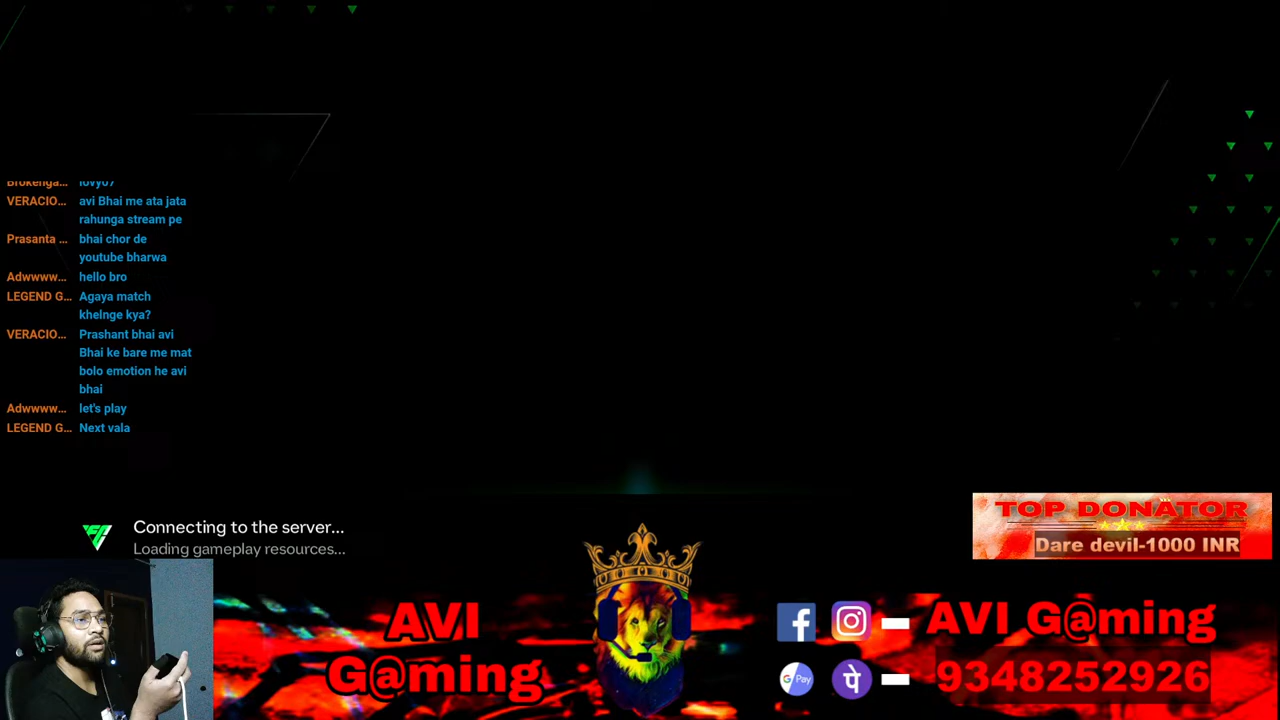 Brokenga... lovyu7
VERACIO... avi Bhai me ata jata
rahunga stream pe
Prasanta ... bhai chor de
youtube bharwa
Adwwww... hello bro
LEGEND G... Agaya match
khelnge kya?
VERACIO... Prashant bhai avi
Bhai ke bare me mat
bolo emotion he avi
bhai
Adwwww... let's play
LEGEND G... Next vala
Connecting to the server...
Loading gameplay resources...
TOP DONATOR
Dare devil-1000 INR
AVI
G@ming
AVI G@ming
G Pay
पे
9348252926